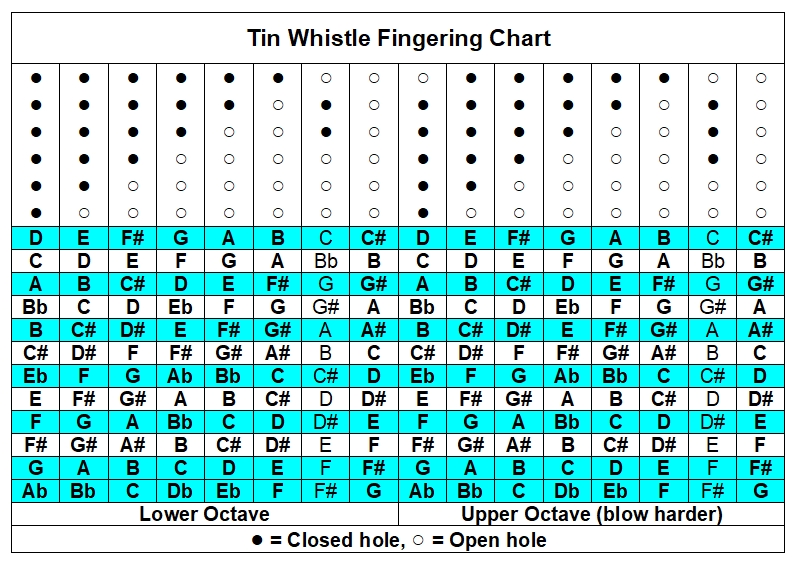 Tin Whistle Fingering Chart
● ● ● ● ● ● ○ ○ ○ ● ● ● ● ● ○ ○
● ● ● ● ● ○ ● ○ ● ● ● ● ● ○ ● ○
● ● ● ● ○ ○ ● ○ ● ● ● ● ○ ○ ● ○
● ● ● ○ ○ ○ ○ ○ ● ● ● ○ ○ ○ ● ○
● ● ○ ○ ○ ○ ○ ○ ● ● ○ ○ ○ ○ ○ ○
● ○ ○ ○ ○ ○ ○ ○ ● ○ ○ ○ ○ ○ ○ ○
D E F# G A B C C# D E F# G A B C C#
C D E F G A Bb B C D E F G A Bb B
A B C# D E F# G G# A B C# D E F# G G#
Bb C D Eb F G G# A Bb C D Eb F G G# A
B C# D# E F# G# A A# B C# D# E F# G# A A#
C# D# F F# G# A# B C C# D# F F# G# A# B C
Eb F G Ab Bb C C# D Eb F G Ab Bb C C# D
E F# G# A B C# D D# E F# G# A B C# D D#
F G A Bb C D D# E F G A Bb C D D# E
F# G# A# B C# D# E F F# G# A# B C# D# E F
G A B C D E F F# G A B C D E F F#
Ab Bb C Db Eb F F# G Ab Bb C Db Eb F F# G
Lower Octave Upper Octave (blow harder)
● = Closed hole, ○ = Open hole